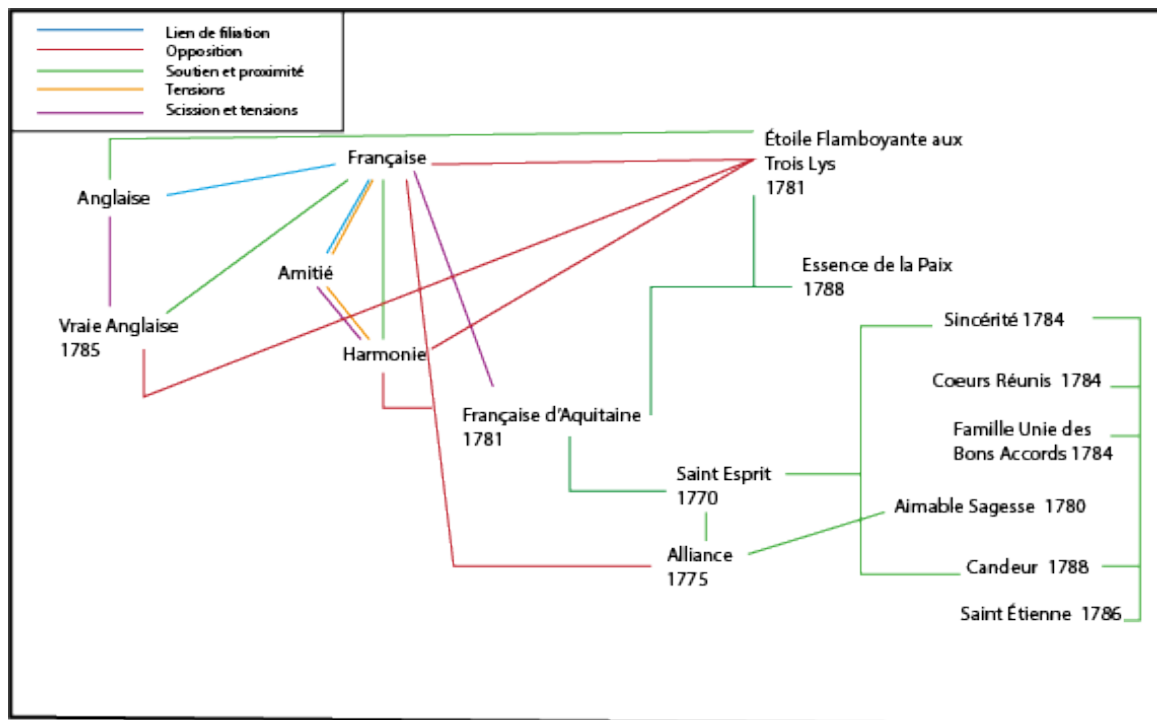 Lien de filiation
Opposition
Soutien et proximité
Tensions
Scission et tensions
Étoile Flamboyante aux
Trois Lys
1781
Française
Anglaise
Amitié
Essence de la Paix
1788
Vraie Anglaise
1785
Sincérité 1784
Harmonie
Coeurs Réunis 1784
Française d'Aquitaine
1781
Famille Unie des
Bons Accords 1784
Saint Esprit
1770
Aimable Sagesse 1780
Alliance
1775
Candeur 1788
Saint Étienne 1786